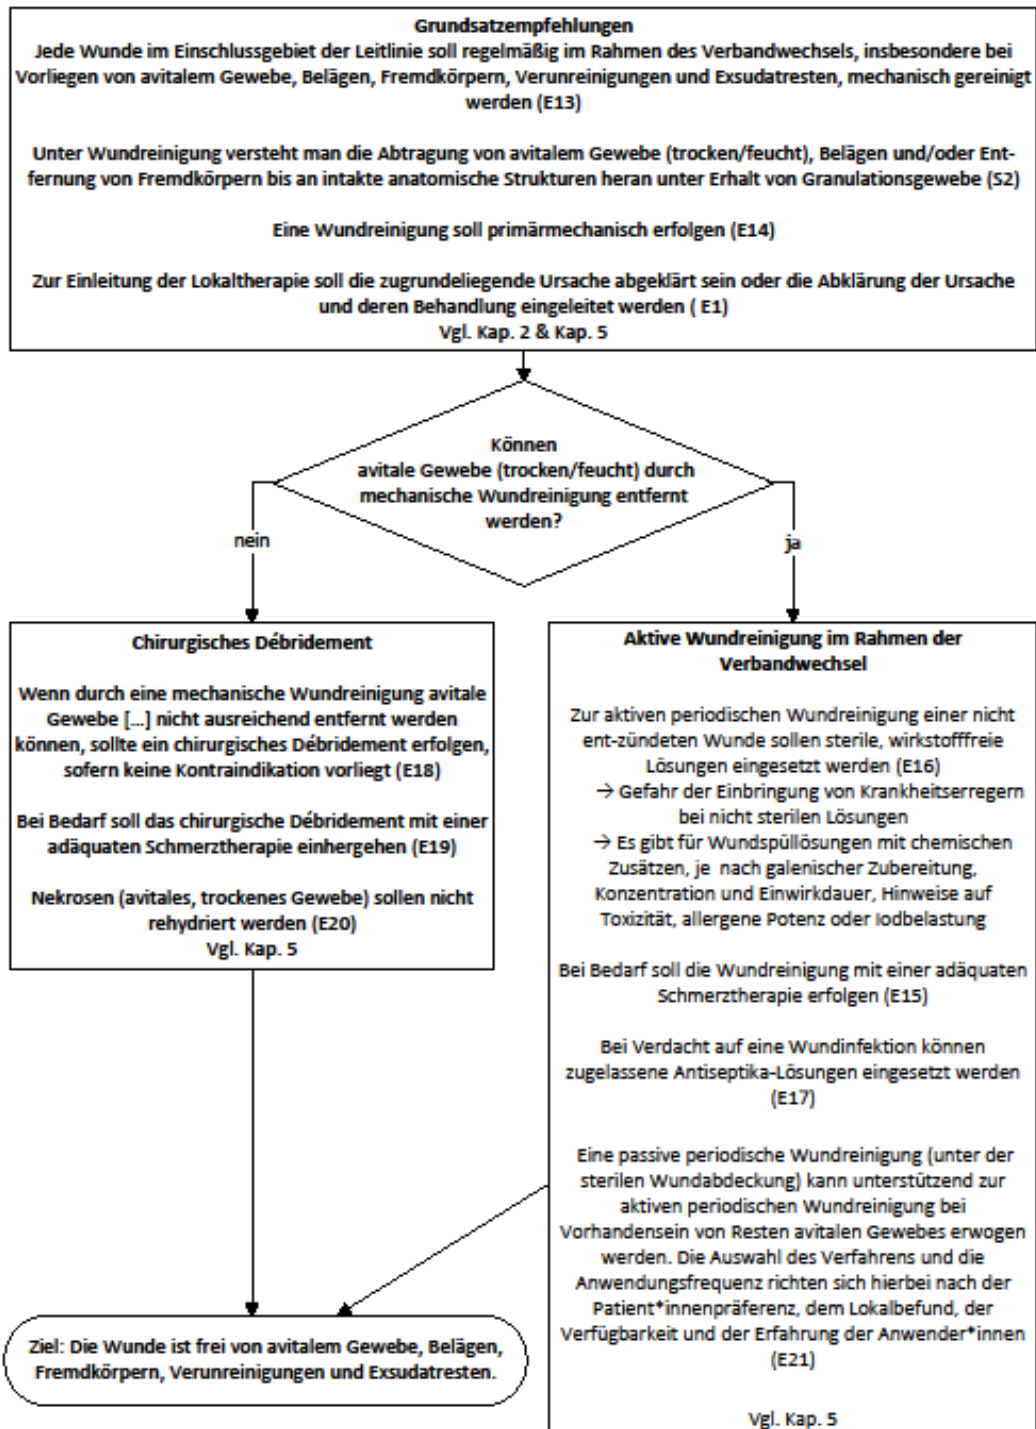 Grundsatzempfehlungen
Jede Wunde im Einschlussgebiet der Leitlinie soll regelmäßig im Rahmen des Verbandwechsels, insbesondere bei
Vorliegen von avitalem Gewebe, Belägen, Fremdkörpern, Verunreinigungen und Exsudatresten, mechanisch gereinigt
werden (E13)
Unter Wundreinigung versteht man die Abtragung von avitalem Gewebe (trocken/feucht), Belägen und/oder Ent-
fernung von Fremdkörpern bis an intakte anatomische Strukturen heran unter Erhalt von Granulationsgewebe (S2)
Eine Wundreinigung soll primärmechanisch erfolgen (E14)
Zur Einleitung der Lokaltherapie soll die zugrundeliegende Ursache abgeklärt sein oder die Abklärung der Ursache
und deren Behandlung eingeleitet werden ( E1)
Vgl. Kap. 2 & Kap. 5
Können
avitale Gewebe (trocken/feucht) durch
mechanische Wundreinigung entfernt
werden?
nein
ja
Chirurgisches Débridement
Wenn durch eine mechanische Wundreinigung avitale
Gewebe [...] nicht ausreichend entfernt werden
können, sollte ein chirurgisches Débridement erfolgen,
sofern keine Kontraindikation vorliegt (E18)
Bei Bedarf soll das chirurgische Débridement mit einer
adäquaten Schmerztherapie einhergehen (E19)
Nekrosen (avitales, trockenes Gewebe) sollen nicht
rehydriert werden (E20)
Vgl. Kap. 5
Aktive Wundreinigung im Rahmen der
Verbandwechsel
Zur aktiven periodischen Wundreinigung einer nicht
ent-zündeten Wunde sollen sterile, wirkstofffreie
Lösungen eingesetzt werden (E16)
→ Gefahr der Einbringung von Krankheitserregern
bei nicht sterilen Lösungen
→ Es gibt für Wundspüllösungen mit chemischen
Zusätzen, je nach galenischer Zubereitung,
Konzentration und Einwirkdauer, Hinweise auf
Toxizität, allergene Potenz oder Iodbelastung
Bei Bedarf soll die Wundreinigung mit einer adäquaten
Schmerztherapie erfolgen (E15)
Bei Verdacht auf eine Wundinfektion können
zugelassene Antiseptika-Lösungen eingesetzt werden
(E17)
Eine passive periodische Wundreinigung (unter der
sterilen Wundabdeckung) kann unterstützend zur
aktiven periodischen Wundreinigung bei
Vorhandensein von Resten avitalen Gewebes erwogen
werden. Die Auswahl des Verfahrens und die
Anwendungsfrequenz richten sich hierbei nach der
Patient*innenpräferenz, dem Lokalbefund, der
Verfügbarkeit und der Erfahrung der Anwender*innen
(E21)
Vgl. Kap. 5
Ziel: Die Wunde ist frei von avitalem Gewebe, Belägen,
Fremdkörpern, Verunreinigungen und Exsudatresten.